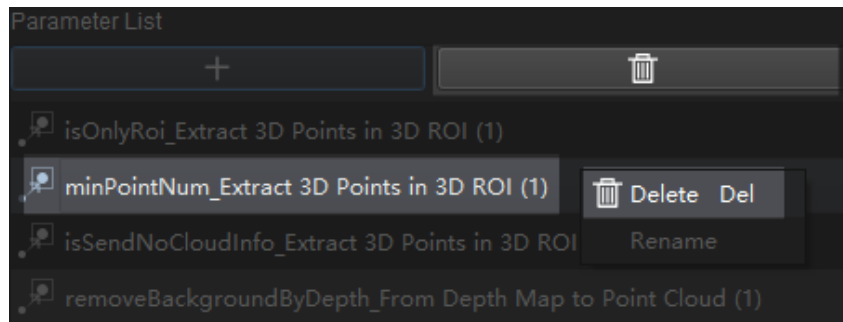 Parameter List
+
isOnlyRoi_Extract 3D Points in 3D ROI (1)
minPointNum_Extract 3D Points in 3D ROI (1)
Delete Del
isSendNoCloudInfo_Extract 3D Points in 3D ROI
Rename
removeBackgroundByDepth_From Depth Map to Point Cloud (1)